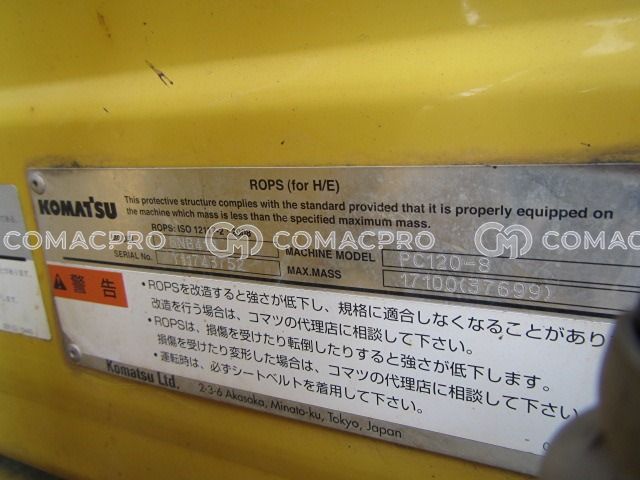 ROPS (for H/E)
KOMATSU
This protective structure complies with the standard provided that it is properly equipped on
the machine which mass is less than the specified maximum mass.
ROPS: ISO
MACHINE MODEL PC120-8
SERIAL No.
MAX.MASS 17100(37699)
COMACPRO COMACPRO COMACPRO
警告
・ROPSを改造すると強さが低下し、規格に適合しなくなることがあり
改造を行う場合は、コマツの代理店に相談して下さい。
・ROPSは、損傷を受けたり転倒したりすると強さが低下します。
損傷を受けたり変形した場合は、コマツの代理店に相談して下さい
・運転時は、必ずシートベルトを着用して下さい。
Komatsu Ltd.
2-3-6 Akasaka, Minato-ku, Tokyo, Japan